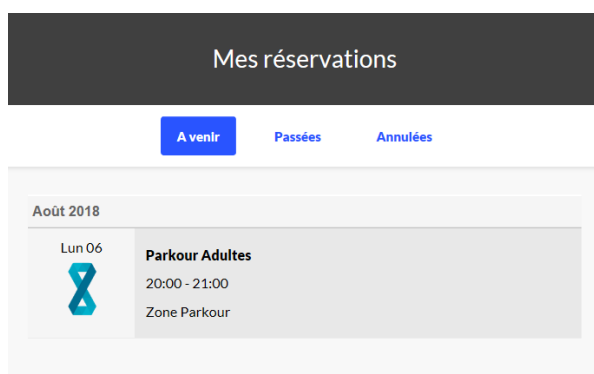 Mes réservations
A venir Passées Annulées
Août 2018
Lun 06
Parkour Adultes
20:00 - 21:00
Zone Parkour